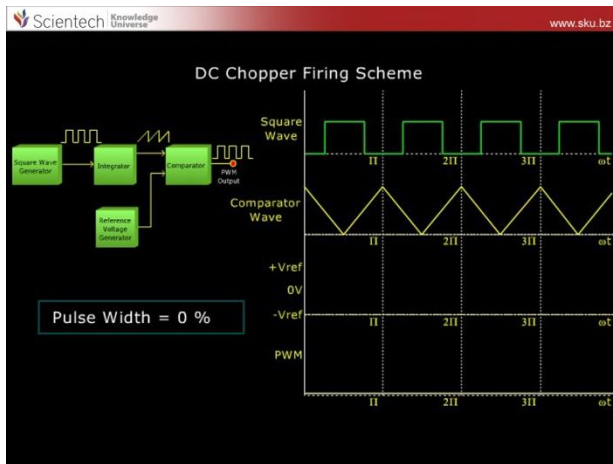 Scientech Knowledge Universe
www.sku.bz
DC Chopper Firing Scheme
Square Wave Generator
Integrator
Comparator
PWM Output
Reference Voltage Generator
Pulse Width = 0 %
Square Wave
Π 2Π 3Π ωt
Comparator Wave
Π 2Π 3Π ωt
+Vref
0V
-Vref
Π 2Π 3Π ωt
PWM
Π 2Π 3Π ωt